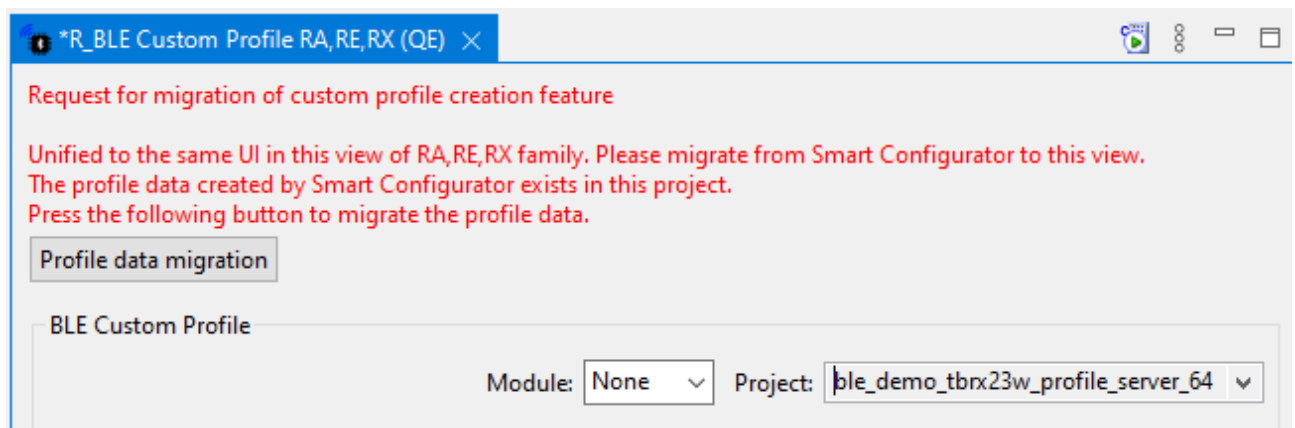 *R_BLE Custom Profile RA,RE,RX (QE)
Request for migration of custom profile creation feature
Unified to the same UI in this view of RA,RE,RX family. Please migrate from Smart Configurator to this view.
The profile data created by Smart Configurator exists in this project.
Press the following button to migrate the profile data.
Profile data migration
BLE Custom Profile
Module: None Project: ble_demo_tbrx23w_profile_server_64